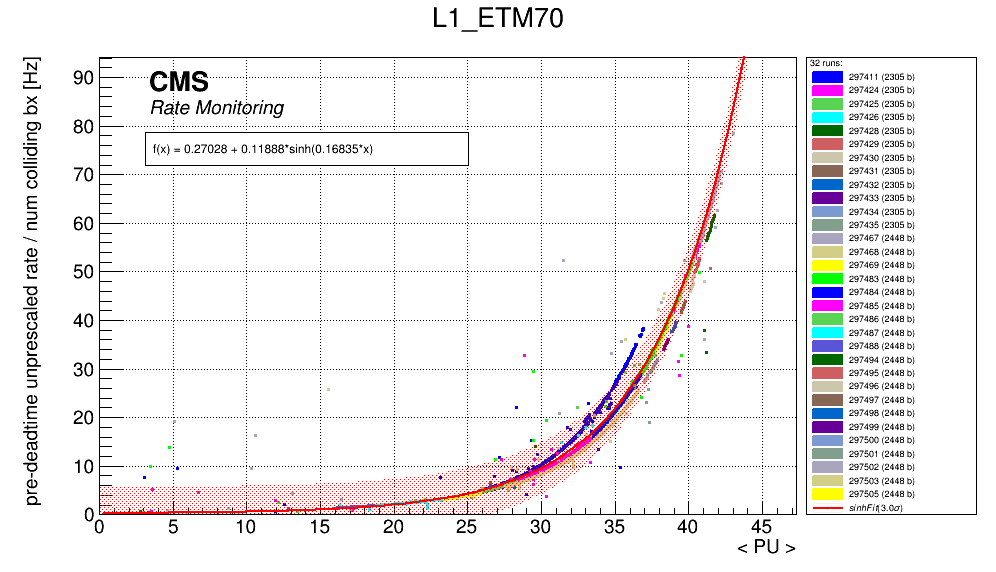 L1_ETM70
pre-deadtime unprescaled rate / num colliding bx [Hz]
90
80
70
60
50
40
30
20
10
0
CMS
Rate Monitoring
f(x) = 0.27028 + 0.11888*sinh(0.16835*x)
0 5 10 15 20 25 30 35 40 45
< PU >
32 runs:
297411 (2305 b)
297424 (2305 b)
297425 (2305 b)
297426 (2305 b)
297428 (2305 b)
297429 (2305 b)
297430 (2305 b)
297431 (2305 b)
297432 (2305 b)
297433 (2305 b)
297434 (2305 b)
297435 (2305 b)
297467 (2448 b)
297468 (2448 b)
297469 (2448 b)
297483 (2448 b)
297484 (2448 b)
297485 (2448 b)
297486 (2448 b)
297487 (2448 b)
297488 (2448 b)
297494 (2448 b)
297495 (2448 b)
297496 (2448 b)
297497 (2448 b)
297498 (2448 b)
297499 (2448 b)
297500 (2448 b)
297501 (2448 b)
297502 (2448 b)
297503 (2448 b)
297505 (2448 b)
sinhFit(3.0σ)